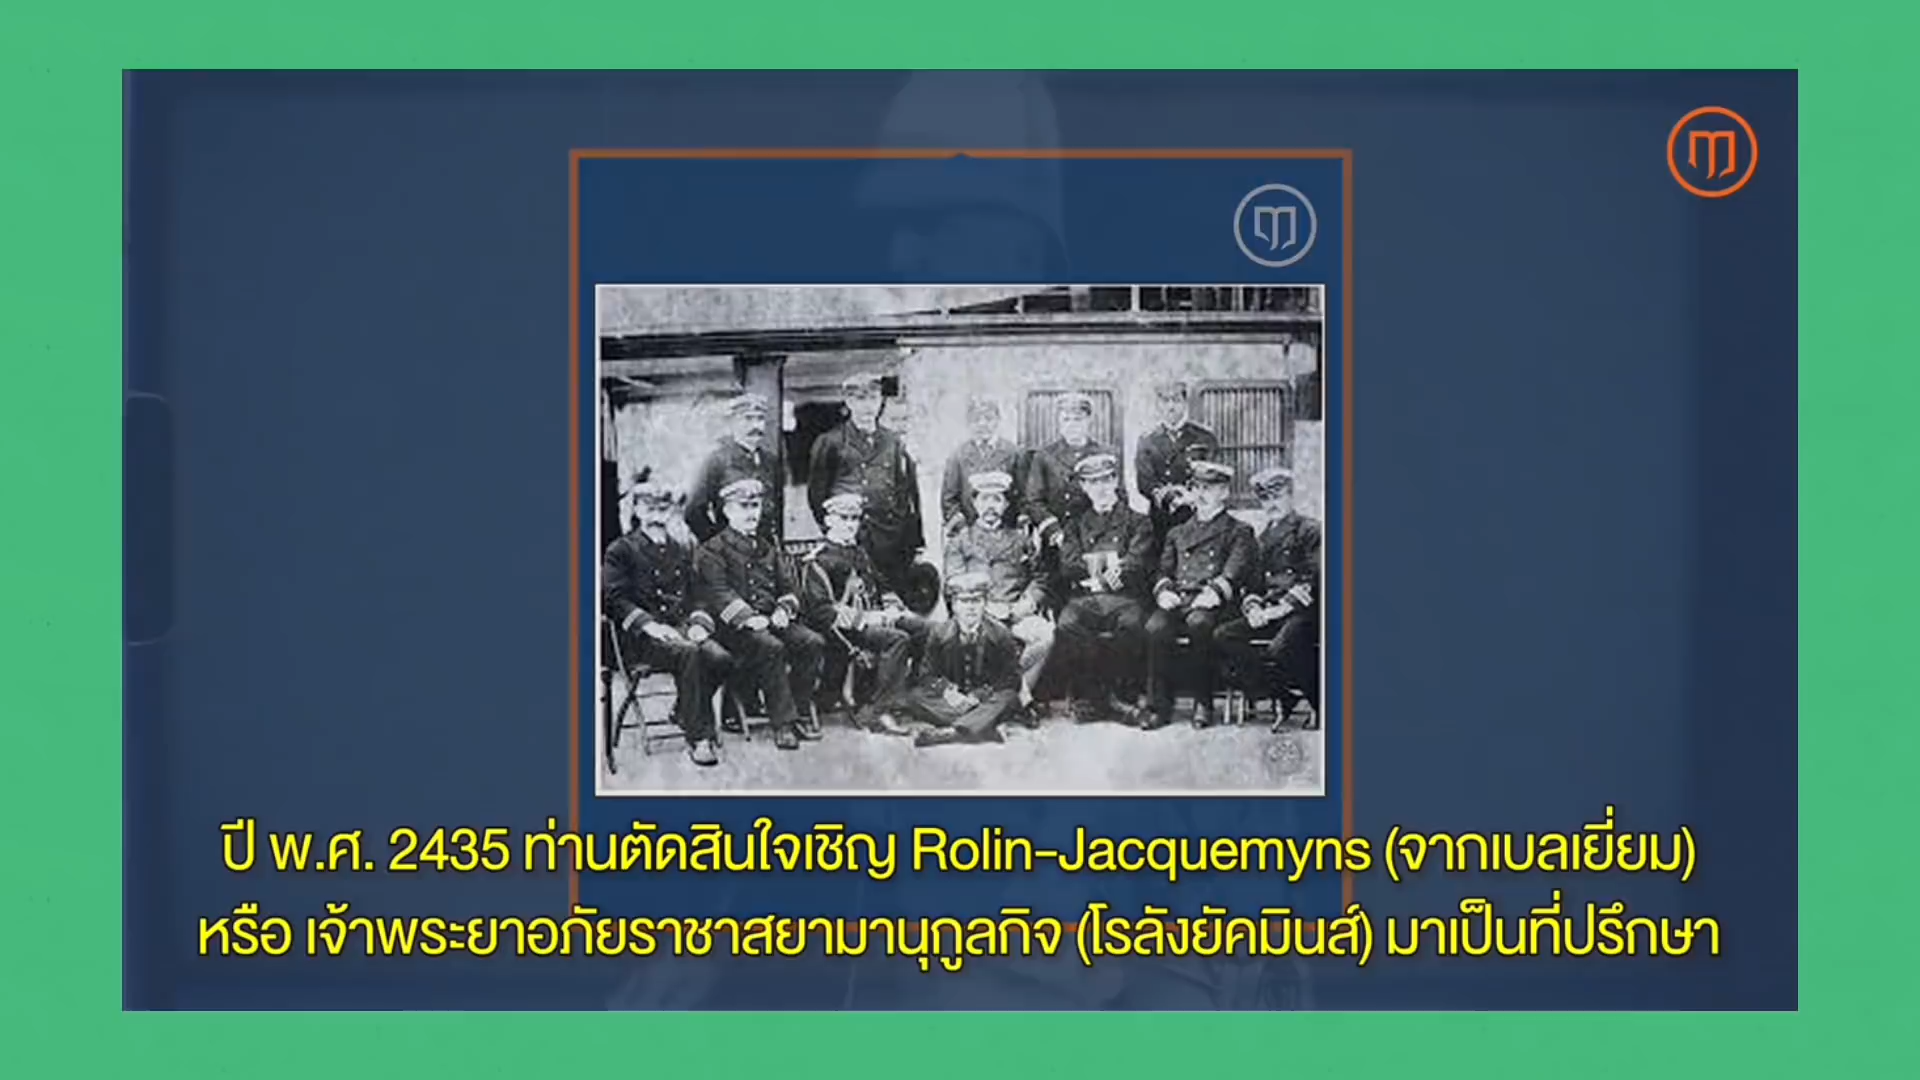 ปี พ.ศ. 2435 ท่านตัดสินใจเชิญ Rolin-Jacquemyns (จากเบลเยี่ยม)
หรือ เจ้าพระยาอภัยราชาสยามานุกูลกิจ (โรลังยัคมินส์) มาเป็นที่ปรึกษา